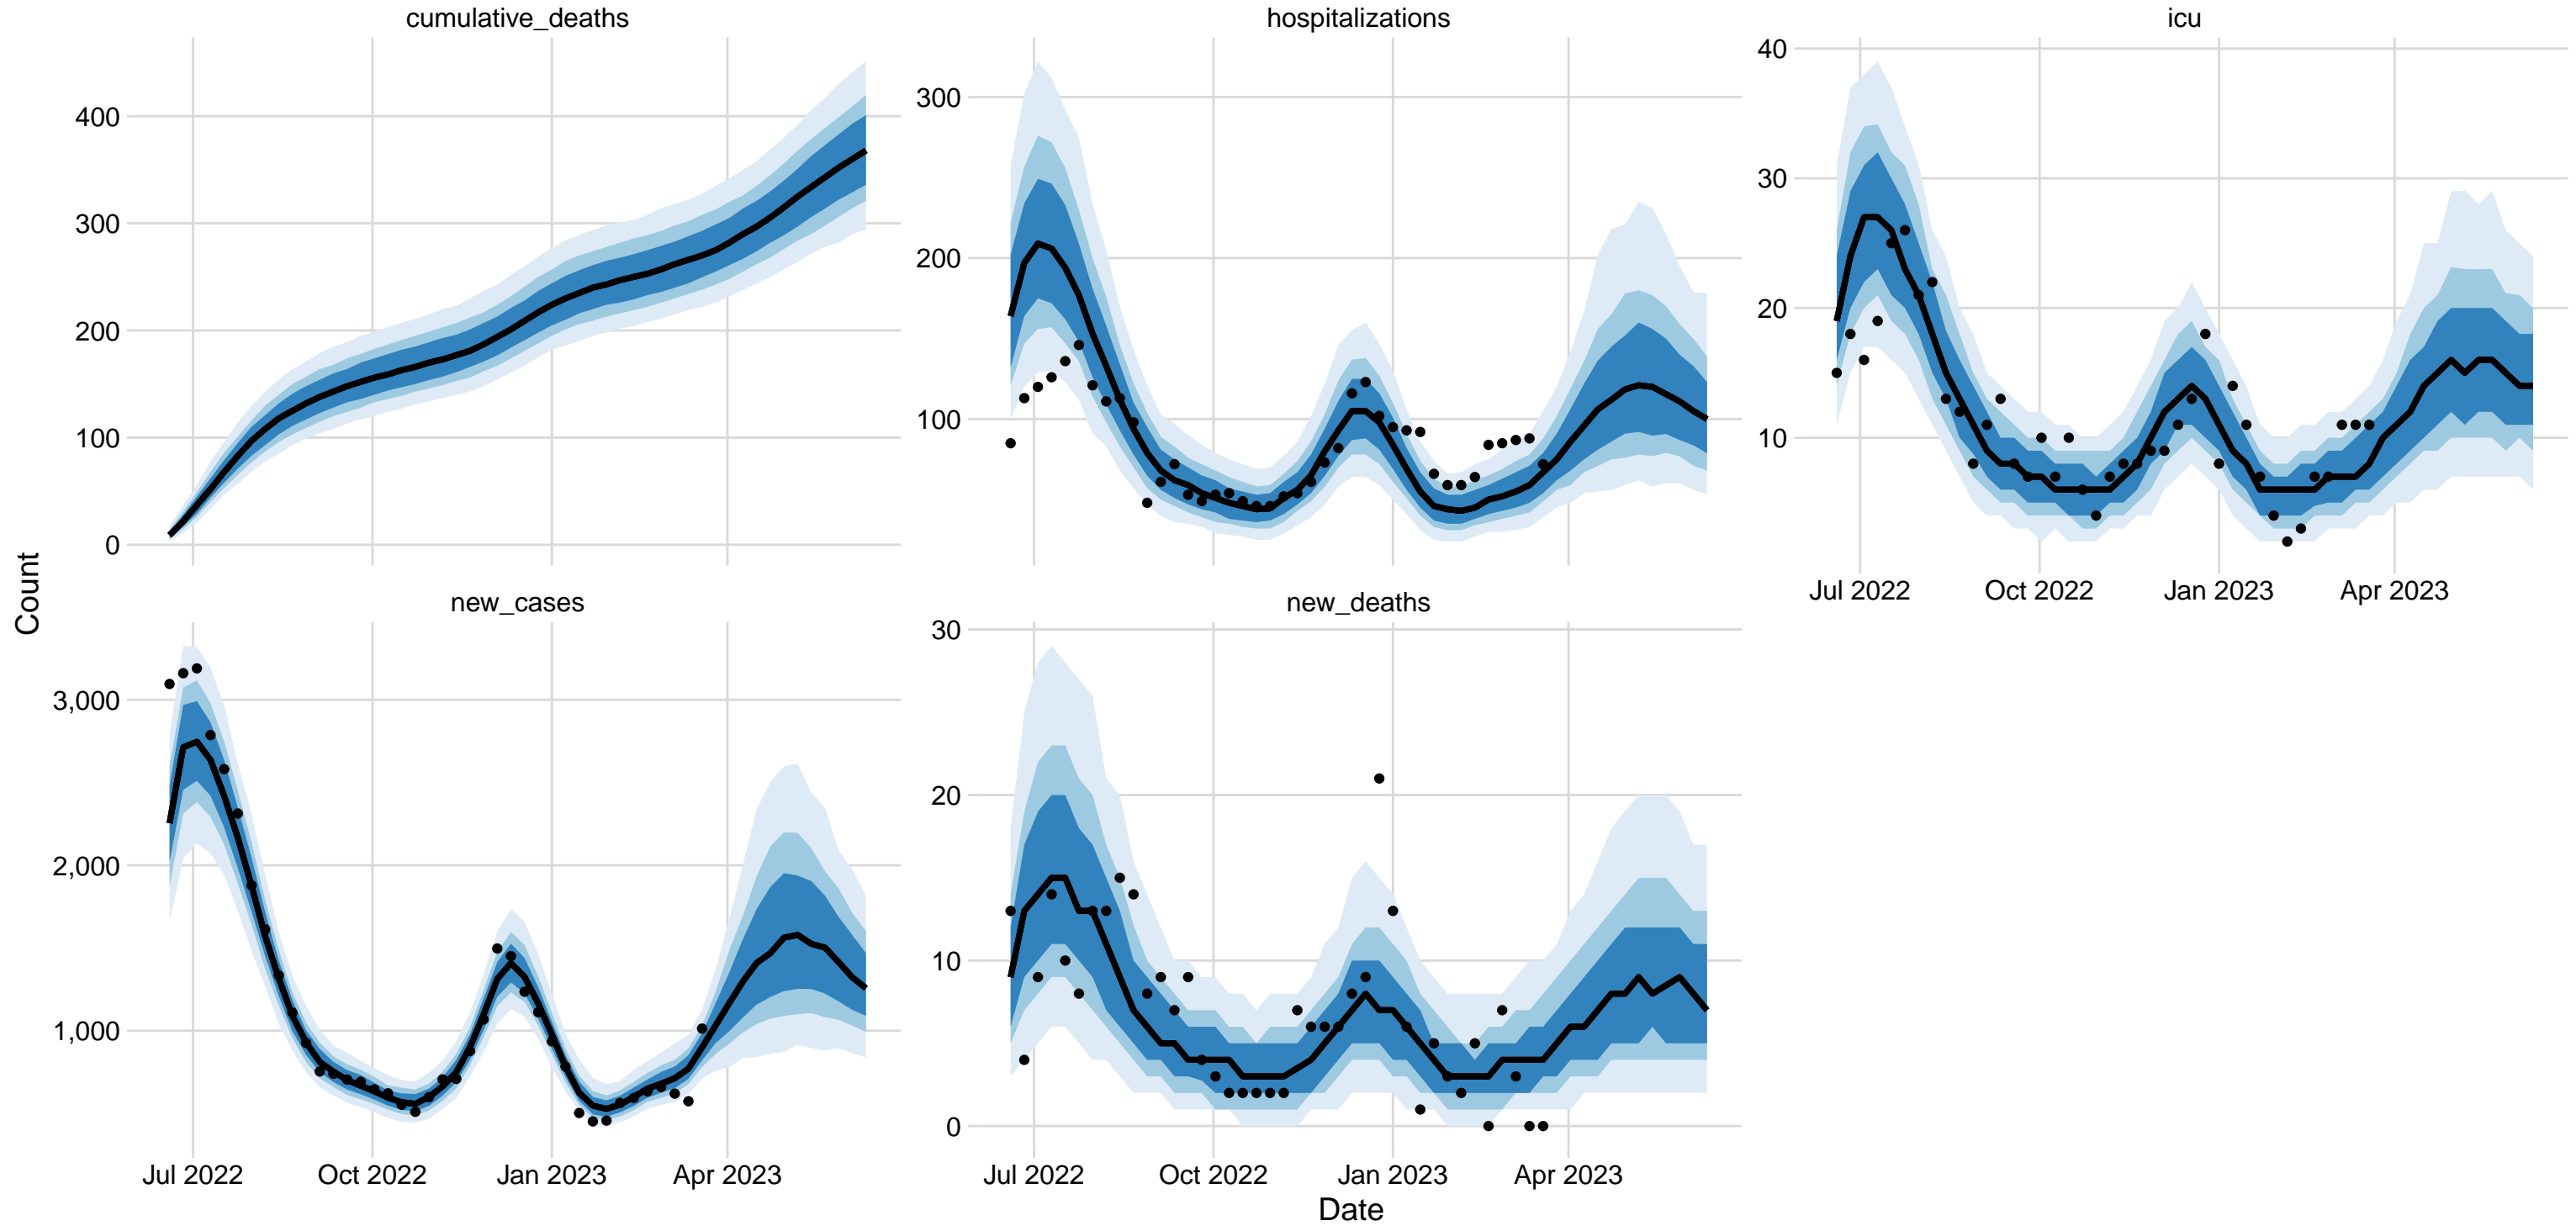 cumulative_deaths
hospitalizations
icu
400
300
200
100
0
300
200
100
40
30
20
10
Jul 2022 Oct 2022 Jan 2023 Apr 2023
Count
new_cases
new_deaths
3,000
2,000
1,000
30
20
10
0
Jul 2022 Oct 2022 Jan 2023 Apr 2023
Jul 2022 Oct 2022 Jan 2023 Apr 2023
Date